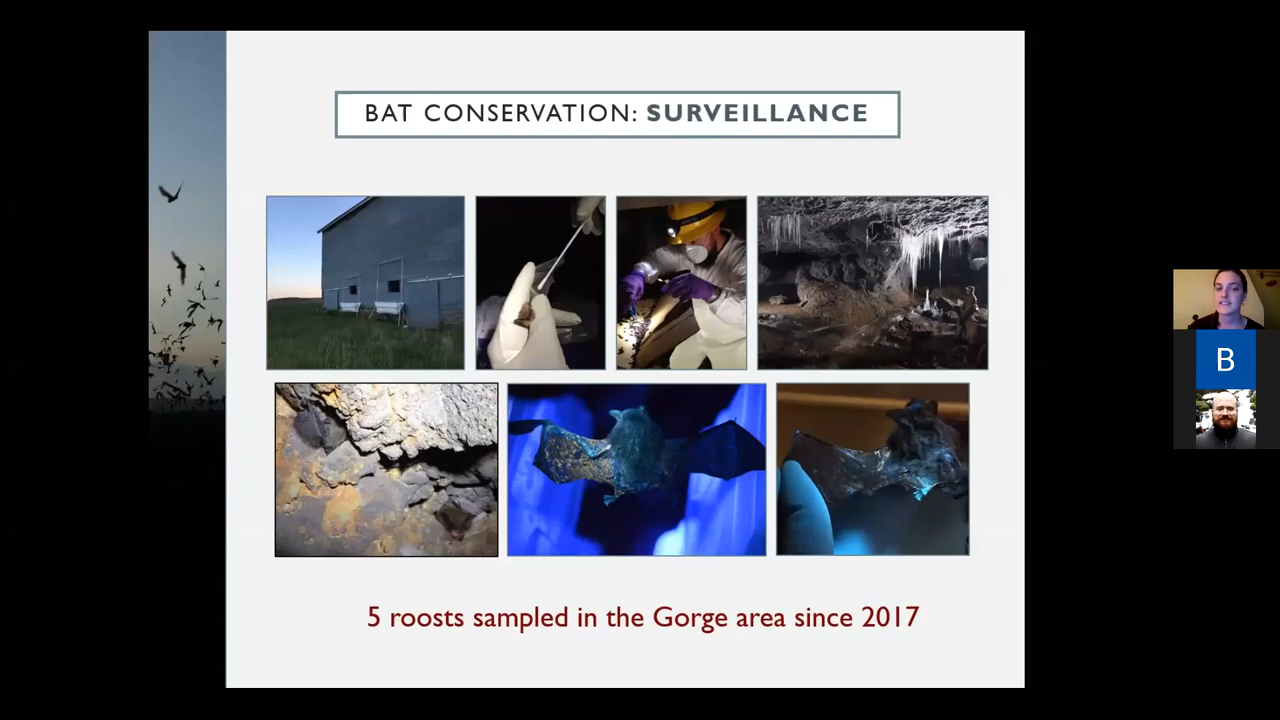 BAT CONSERVATION: SURVEILLANCE
5 roosts sampled in the Gorge area since 2017
B